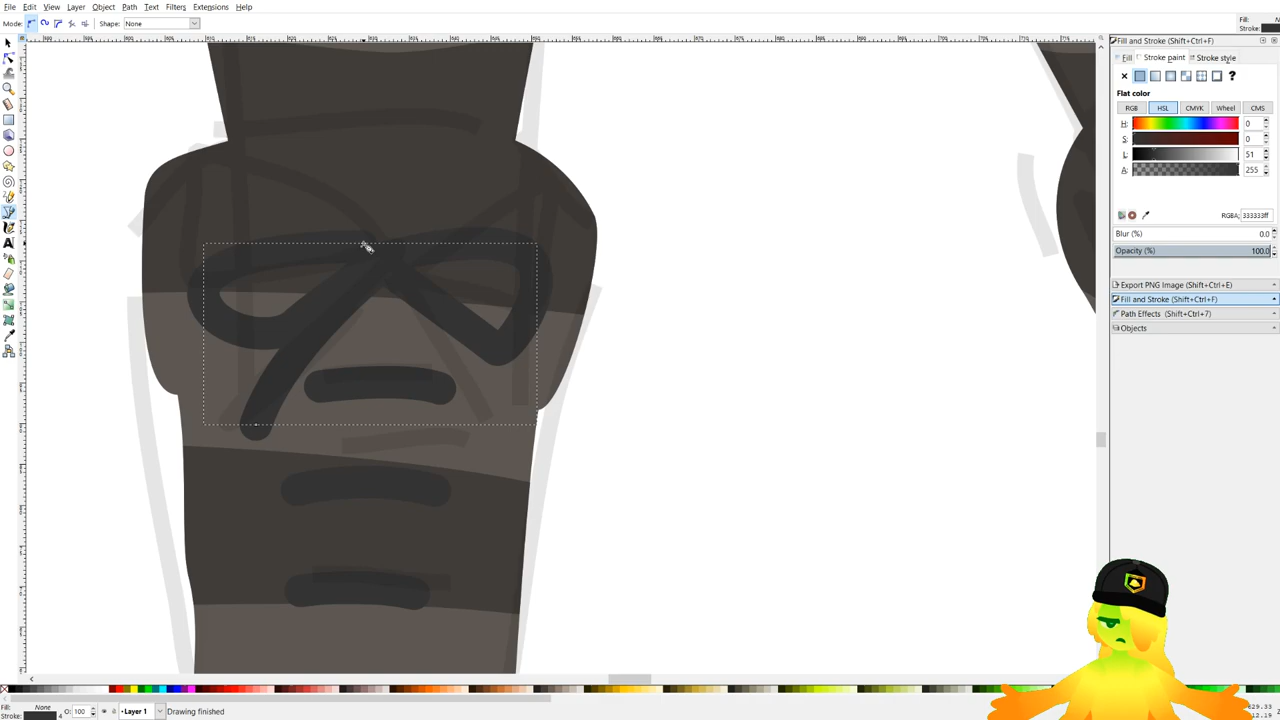 File Edit View Layer Object Path Text Filters Extensions Help
Mode: Shape: None
Fill:
Stroke:
Fill and Stroke (Shift+Ctrl+F)
Fill Stroke paint Stroke style
?
Flat color
RGB HSL CMYK Wheel CMS
H: 0
S: 0
L: 51
A: 255
RGBA: 333333ff
Blur (%) 0.0
Opacity (%) 100.0
Export PNG Image (Shift+Ctrl+E)
Fill and Stroke (Shift+Ctrl+F)
Path Effects (Shift+Ctrl+7)
Objects
Fill: None
Stroke: 4 O: 100 Layer 1 Drawing finished